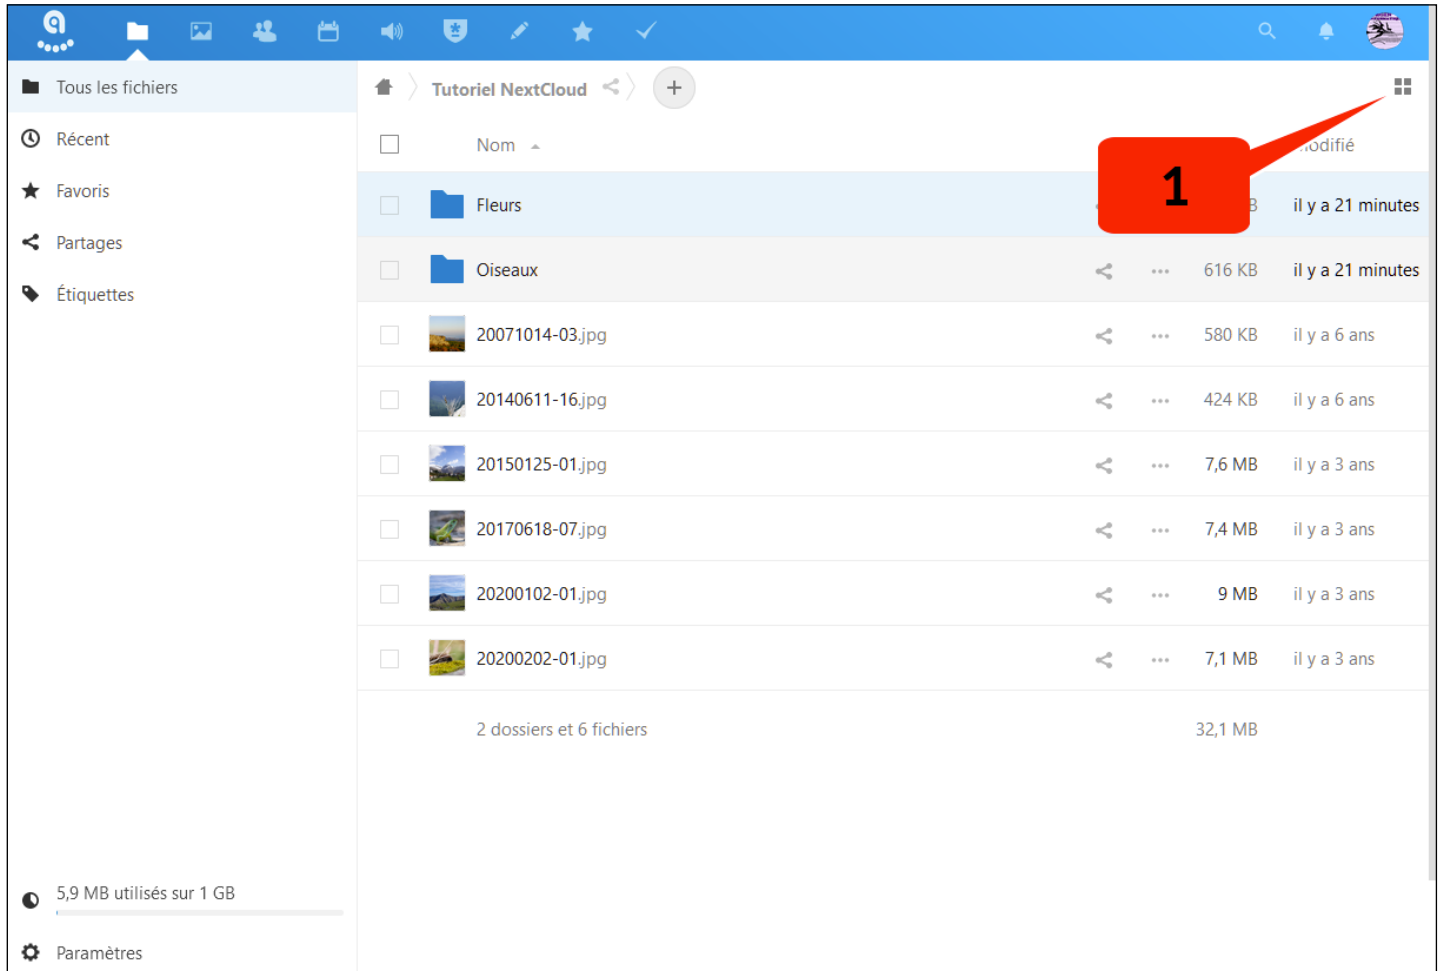 Tous les fichiers
Récent
Favoris
Partages
Étiquettes
5,9 MB utilisés sur 1 GB
Paramètres
Tutoriel NextCloud
1
Nom
Fleurs il y a 21 minutes
Oiseaux 616 KB il y a 21 minutes
20071014-03.jpg 580 KB il y a 6 ans
20140611-16.jpg 424 KB il y a 6 ans
20150125-01.jpg 7,6 MB il y a 3 ans
20170618-07.jpg 7,4 MB il y a 3 ans
20200102-01.jpg 9 MB il y a 3 ans
20200202-01.jpg 7,1 MB il y a 3 ans
2 dossiers et 6 fichiers 32,1 MB